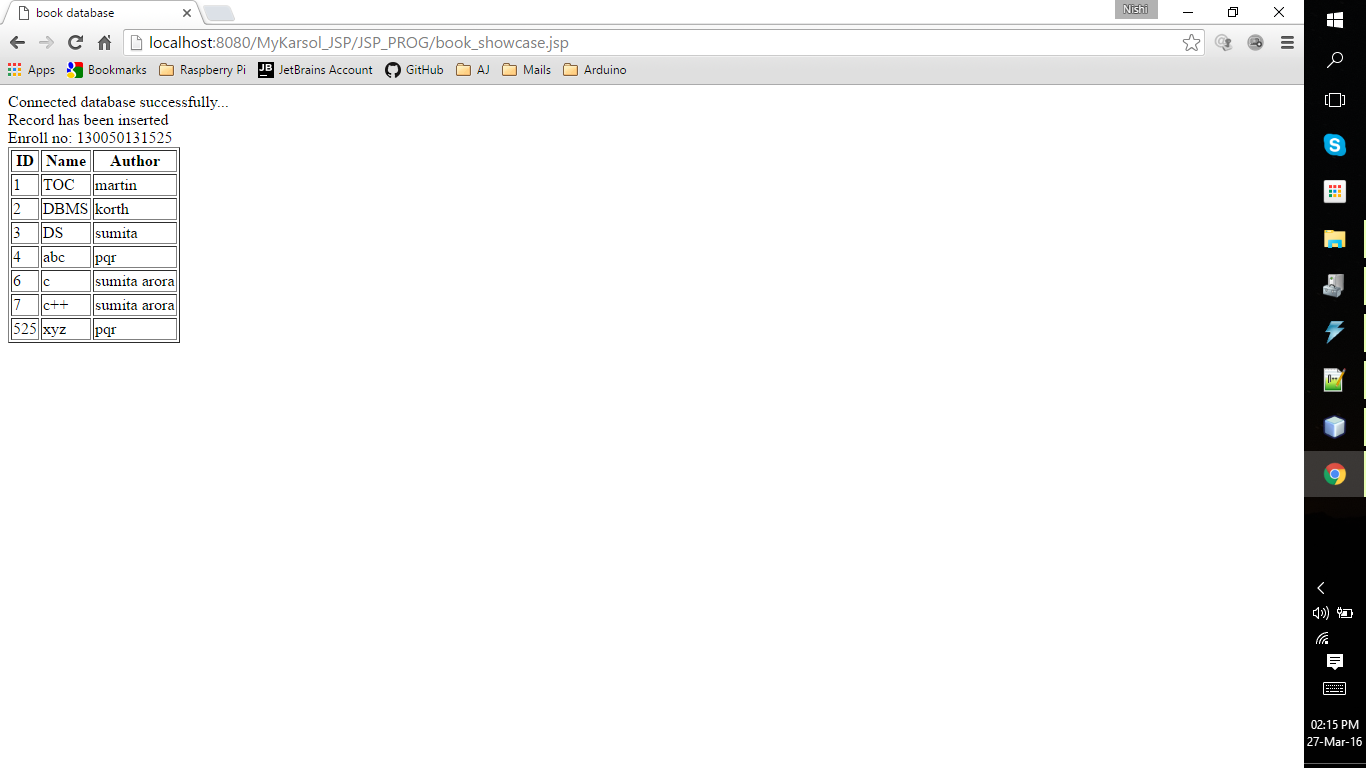 book database
Nishi
localhost:8080/MyKarsol_JSP/JSP_PROG/book_showcase.jsp
Apps Bookmarks Raspberry Pi JB JetBrains Account GitHub AJ Mails Arduino
Connected database successfully...
Record has been inserted
Enroll no: 130050131525
ID Name Author
1 TOC martin
2 DBMS korth
3 DS sumita
4 abc pqr
6 c sumita arora
7 c++ sumita arora
525 xyz pqr
02:15 PM
27-Mar-16